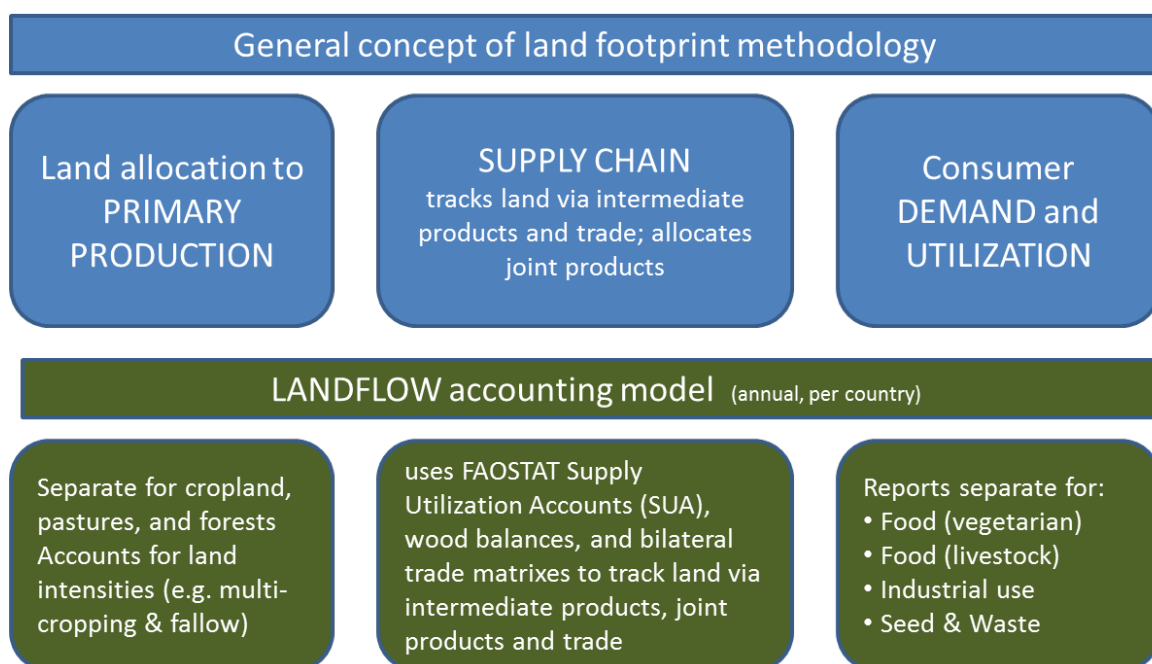 General concept of land footprint methodology
Land allocation to
PRIMARY
PRODUCTION
SUPPLY CHAIN
tracks land via intermediate
products and trade; allocates
joint products
Consumer
DEMAND and
UTILIZATION
LANDFLOW accounting model (annual, per country)
Separate for cropland,
pastures, and forests
Accounts for land
intensities (e.g. multi-
cropping & fallow)
uses FAOSTAT Supply
Utilization Accounts (SUA),
wood balances, and bilateral
trade matrixes to track land via
intermediate products, joint
products and trade
Reports separate for:
• Food (vegetarian)
• Food (livestock)
• Industrial use
• Seed & Waste